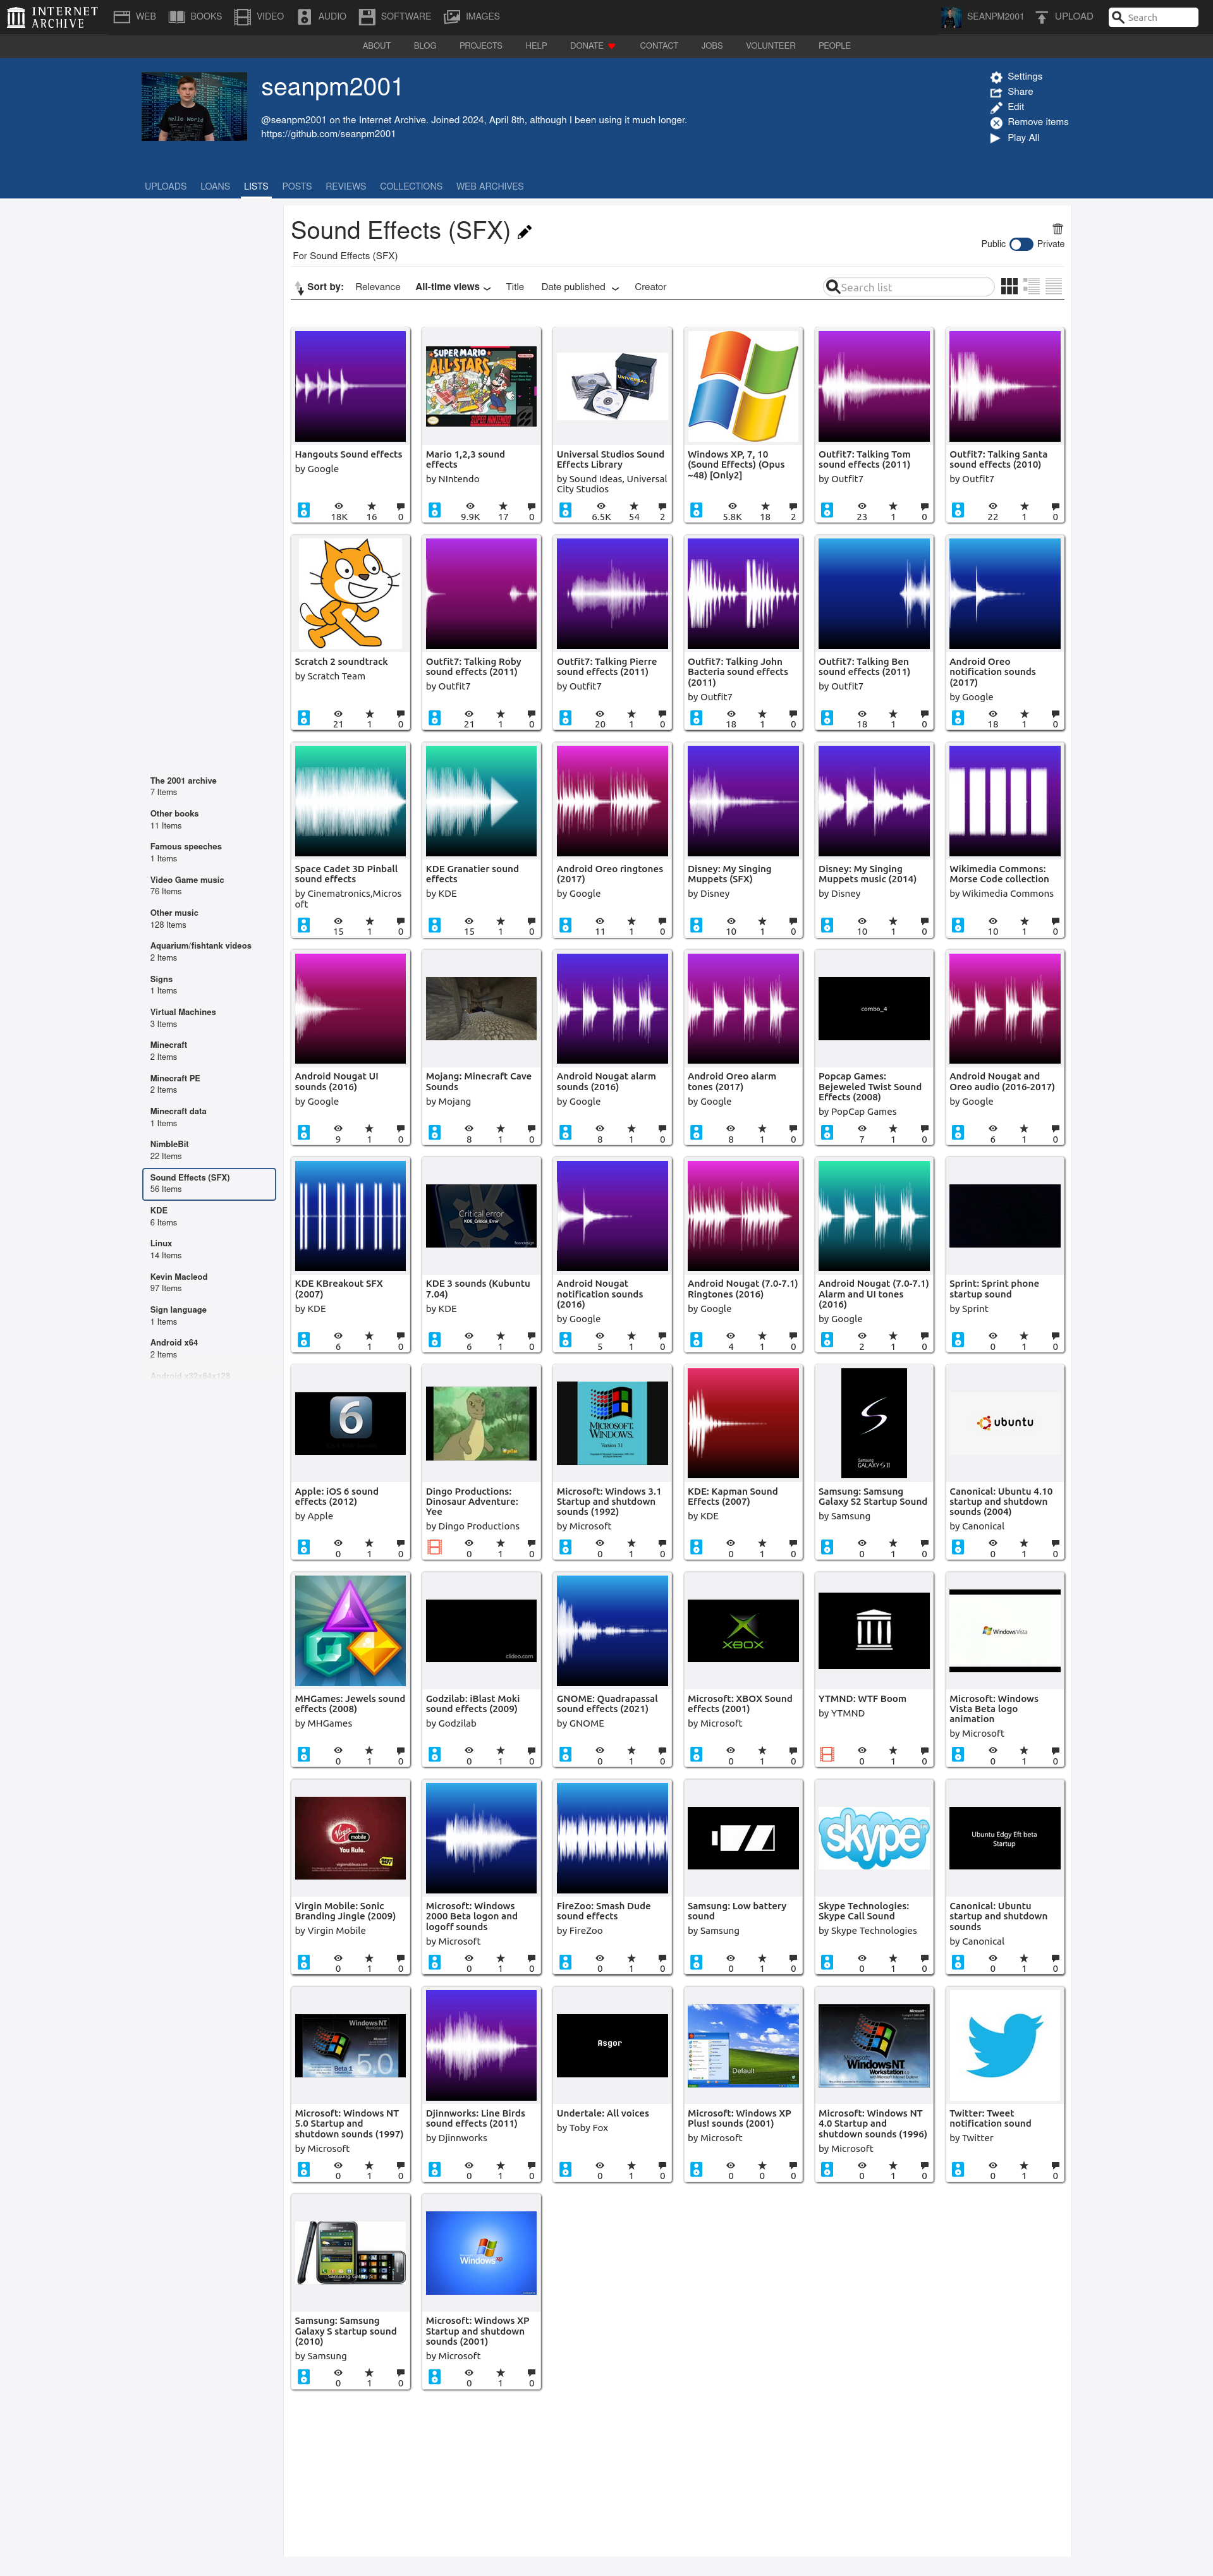 INTERNET ARCHIVE
WEB
BOOKS
VIDEO
AUDIO
SOFTWARE
IMAGES
SEANPM2001
UPLOAD
Search
ABOUT
BLOG
PROJECTS
HELP
DONATE
CONTACT
JOBS
VOLUNTEER
PEOPLE
Hello World
seanpm2001
@seanpm2001 on the Internet Archive. Joined 2024, April 8th, although I been using it much longer.
https://github.com/seanpm2001
Settings
Share
Edit
Remove items
Play All
UPLOADS
LOANS
LISTS
POSTS
REVIEWS
COLLECTIONS
WEB ARCHIVES
Sound Effects (SFX)
For Sound Effects (SFX)
Public
Private
Sort by:
Relevance
All-time views
Title
Date published
Creator
Search list
The 2001 archive
7 Items
Other books
11 Items
Famous speeches
1 Items
Video Game music
76 Items
Other music
128 Items
Aquarium/fishtank videos
2 Items
Signs
1 Items
Virtual Machines
3 Items
Minecraft
2 Items
Minecraft PE
2 Items
Minecraft data
1 Items
NimbleBit
22 Items
Sound Effects (SFX)
56 Items
KDE
6 Items
Linux
14 Items
Kevin Macleod
97 Items
Sign language
1 Items
Android x64
2 Items
Hangouts Sound effects
by Google
18K 16 0
SUPER MARIO
ALL-STARS
SUPER NINTENDO
Mario 1,2,3 sound
effects
by NIntendo
9.9K 17 0
UNIVERSAL
Universal Studios Sound
Effects Library
by Sound Ideas, Universal
City Studios
6.5K 54 2
Windows XP, 7, 10
(Sound Effects) (Opus
~48) [Only2]
5.8K 18 2
Outfit7: Talking Tom
sound effects (2011)
by Outfit7
23 1 0
Outfit7: Talking Santa
sound effects (2010)
by Outfit7
22 1 0
Scratch 2 soundtrack
by Scratch Team
21 1 0
Outfit7: Talking Roby
sound effects (2011)
by Outfit7
21 1 0
Outfit7: Talking Pierre
sound effects (2011)
by Outfit7
20 1 0
Outfit7: Talking John
Bacteria sound effects
(2011)
by Outfit7
18 1 0
Outfit7: Talking Ben
sound effects (2011)
by Outfit7
18 1 0
Android Oreo
notification sounds
(2017)
by Google
18 1 0
Space Cadet 3D Pinball
sound effects
by Cinematronics,Micros
oft
15 1 0
KDE Granatier sound
effects
by KDE
15 1 0
Android Oreo ringtones
(2017)
by Google
11 1 0
Disney: My Singing
Muppets (SFX)
by Disney
10 1 0
Disney: My Singing
Muppets music (2014)
by Disney
10 1 0
Wikimedia Commons:
Morse Code collection
by Wikimedia Commons
10 1 0
Android Nougat UI
sounds (2016)
by Google
9 1 0
Mojang: Minecraft Cave
Sounds
by Mojang
8 1 0
Android Nougat alarm
sounds (2016)
by Google
8 1 0
Android Oreo alarm
tones (2017)
by Google
8 1 0
combo_4
Popcap Games:
Bejeweled Twist Sound
Effects (2008)
by PopCap Games
7 1 0
Android Nougat and
Oreo audio (2016-2017)
by Google
6 1 0
KDE KBreakout SFX
(2007)
by KDE
6 1 0
Critical error
KDE_Critical_Error
KDE 3 sounds (Kubuntu
7.04)
by KDE
6 1 0
Android Nougat
notification sounds
(2016)
by Google
5 1 0
Android Nougat (7.0-7.1)
Ringtones (2016)
by Google
4 1 0
Android Nougat (7.0-7.1)
Alarm and UI tones
(2016)
by Google
2 1 0
Sprint: Sprint phone
startup sound
by Sprint
0 1 0
6
Apple: iOS 6 sound
effects (2012)
by Apple
0 1 0
Dingo Productions:
Dinosaur Adventure:
Yee
by Dingo Productions
0 1 0
MICROSOFT
WINDOWS
Version 3.1
Microsoft: Windows 3.1
Startup and shutdown
sounds (1992)
by Microsoft
0 1 0
KDE: Kapman Sound
Effects (2007)
by KDE
0 1 0
S
Samsung
GALAXY S II
Samsung: Samsung
Galaxy S2 Startup Sound
by Samsung
0 1 0
ubuntu
Canonical: Ubuntu 4.10
startup and shutdown
sounds (2004)
by Canonical
0 1 0
MHGames: Jewels sound
effects (2008)
by MHGames
0 1 0
clideo.com
Godzilab: iBlast Moki
sound effects (2009)
by Godzilab
0 1 0
GNOME: Quadrapassal
sound effects (2021)
by GNOME
0 1 0
XBOX
Microsoft: XBOX Sound
effects (2001)
by Microsoft
0 1 0
YTMND: WTF Boom
by YTMND
0 1 0
Windows Vista
Microsoft: Windows
Vista Beta logo
animation
by Microsoft
0 1 0
Virgin
mobile
You Rule.
Virgin Mobile: Sonic
Branding Jingle (2009)
by Virgin Mobile
0 1 0
Microsoft: Windows
2000 Beta logon and
logoff sounds
by Microsoft
0 1 0
FireZoo: Smash Dude
sound effects
by FireZoo
0 1 0
Samsung: Low battery
sound
by Samsung
0 1 0
skype
Skype Technologies:
Skype Call Sound
by Skype Technologies
0 1 0
Ubuntu Edgy Eft beta
Startup
Canonical: Ubuntu
startup and shutdown
sounds
by Canonical
0 1 0
Windows NT
Beta 1
5.0
Microsoft: Windows NT
5.0 Startup and
shutdown sounds (1997)
by Microsoft
0 1 0
Djinnworks: Line Birds
sound effects (2011)
by Djinnworks
0 1 0
Asgor
Undertale: All voices
by Toby Fox
0 1 0
Default
Microsoft: Windows XP
Plus! sounds (2001)
by Microsoft
0 0 0
Microsoft
Windows NT
Workstation
Microsoft: Windows NT
4.0 Startup and
shutdown sounds (1996)
by Microsoft
0 1 0
Twitter: Tweet
notification sound
by Twitter
0 1 0
Samsung: Samsung
Galaxy S startup sound
(2010)
by Samsung
0 1 0
Windows xp
Microsoft: Windows XP
Startup and shutdown
sounds (2001)
by Microsoft
0 1 0